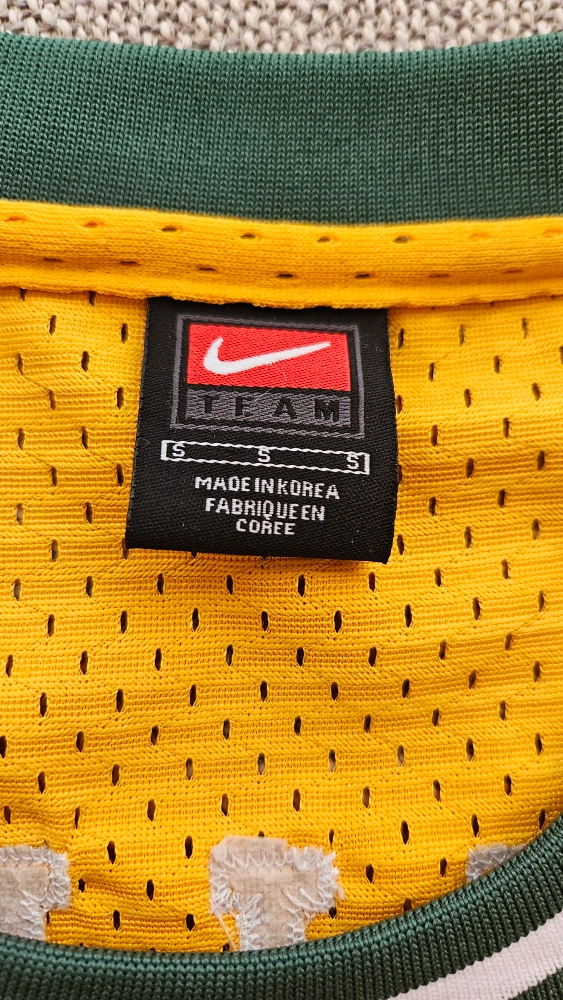 TEAM
S S S
MADE IN KOREA
FABRIQUE EN
COREE